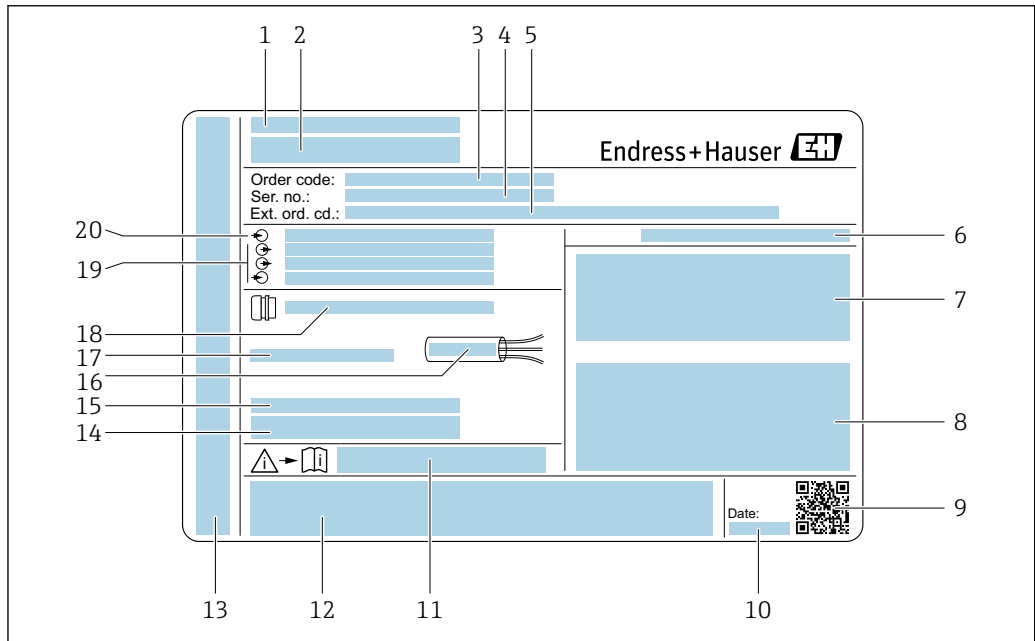 1 2 3 4 5
Endress+Hauser EH
Order code:
Ser. no.:
Ext. ord. cd.:
20
19
6
7
18
17
16
15
14
8
i i
Date:
9
13 12 11 10